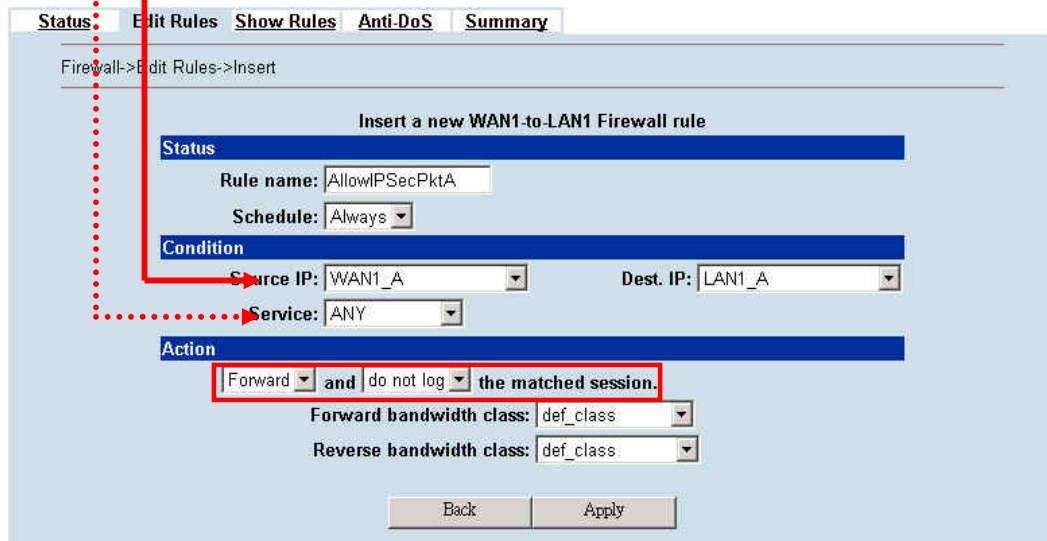 Status Edit Rules Show Rules Anti-DoS Summary
Firewall->Edit Rules->Insert
Insert a new WAN1-to-LAN1 Firewall rule
Status
Rule name: AllowIPSecPktA
Schedule: Always
Condition
Source IP: WAN1_A Dest. IP: LAN1_A
Service: ANY
Action
Forward and do not log the matched session.
Forward bandwidth class: def_class
Reverse bandwidth class: def_class
Back Apply